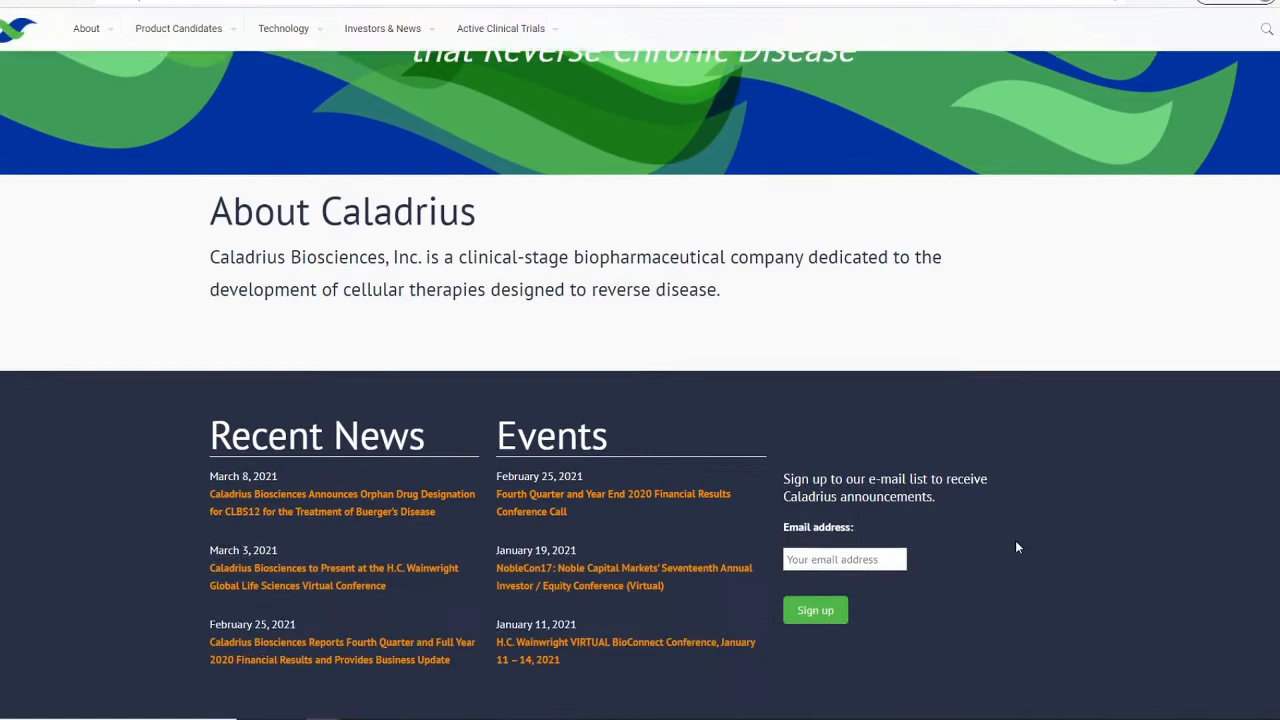 About
Product Candidates
Technology
Investors & News
Active Clinical Trials
that Reverse Chronic Disease
About Caladrius
Caladrius Biosciences, Inc. is a clinical-stage biopharmaceutical company dedicated to the
development of cellular therapies designed to reverse disease.
Recent News
March 8, 2021
Caladrius Biosciences Announces Orphan Drug Designation
for CLBS12 for the Treatment of Buerger's Disease
March 3, 2021
Caladrius Biosciences to Present at the H.C. Wainwright
Global Life Sciences Virtual Conference
February 25, 2021
Caladrius Biosciences Reports Fourth Quarter and Full Year
2020 Financial Results and Provides Business Update
Events
February 25, 2021
Fourth Quarter and Year End 2020 Financial Results
Conference Call
January 19, 2021
NobleCon17: Noble Capital Markets' Seventeenth Annual
Investor / Equity Conference (Virtual)
January 11, 2021
H.C. Wainwright VIRTUAL BioConnect Conference, January
11 – 14, 2021
Sign up to our e-mail list to receive
Caladrius announcements.
Email address:
Your email address
Sign up